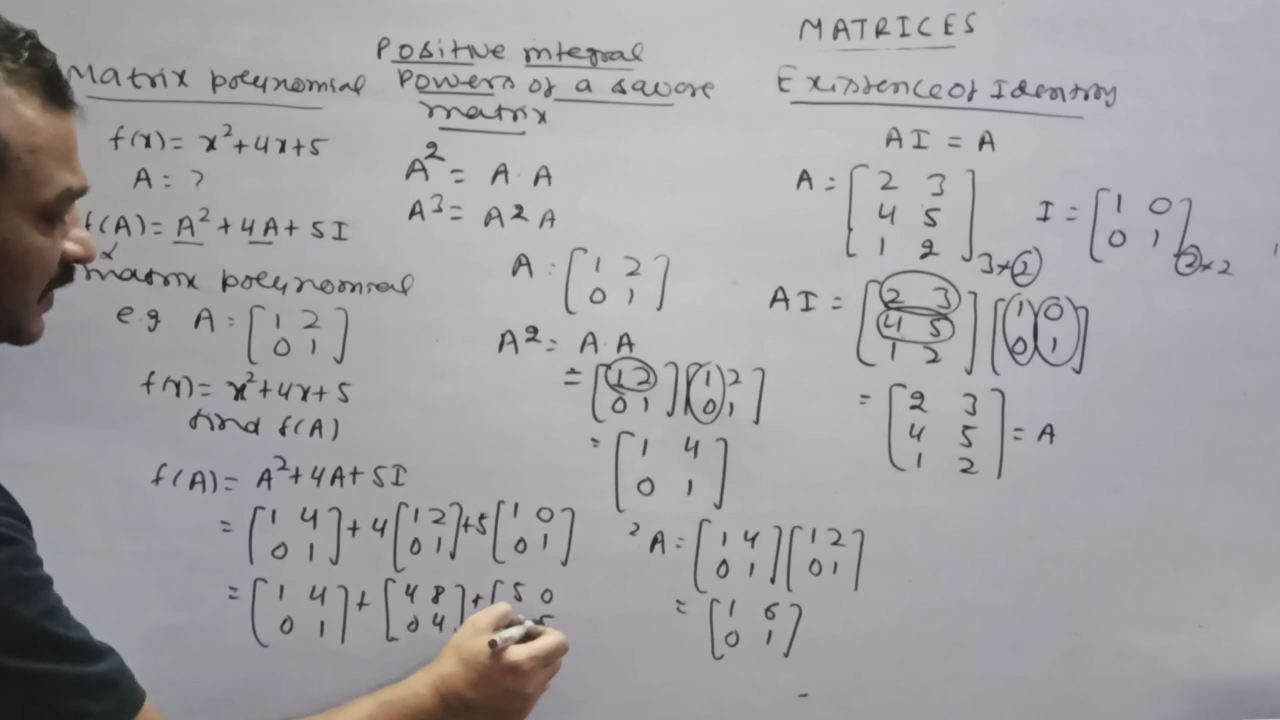 MATRICES
Matrix polynomial
f(x) = x² + 4x + 5
A = ?
f(A) = A² + 4A + 5I
matrix polynomial
e.g A = [1 2
0 1]
f(x) = x² + 4x + 5
find f(A)
f(A) = A² + 4A + 5I
= [1 4 0 1] + 4 [1 2 0 1] + 5 [1 0 0 1]
= [1 4 0 1] + [4 8 0 4] + [5 0
Positive integral
Powers of a square
matrix
A² = A · A
A³ = A² A
A = [1 2
0 1]
A² = A · A
= [1 2 0 1] [1 2 0 1]
= [1 4
0 1]
² A = [1 4 0 1] [1 2 0 1]
= [1 6
0 1]
Existence of Identity
AI = A
A = [2 3
4 5
1 2] 3×2
I = [1 0
0 1] 2×2
AI = [2 3 4 5 1 2] [1 0 0 1]
= [2 3
4 5
1 2] = A